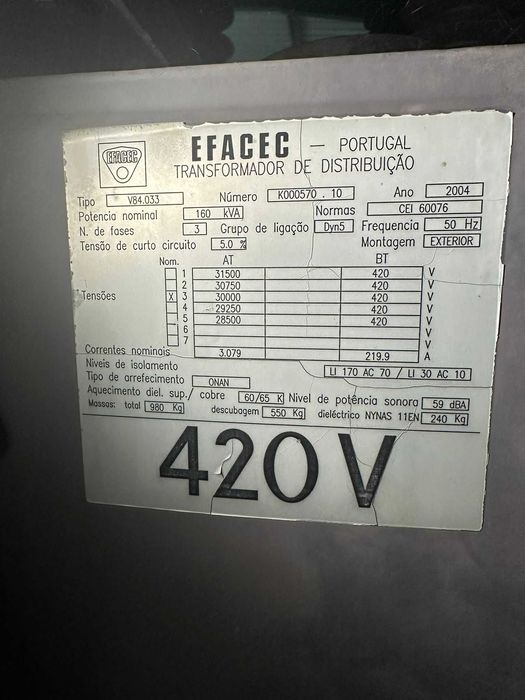 EFACEC
EFACEC — PORTUGAL
TRANSFORMADOR DE DISTRIBUIÇÃO
Tipo V84.033 Número K000570 . 10 Ano 2004
Potencia nominal 160 kVA Normas CEI 60076
N. de fases 3 Grupo de ligação Dyn5 Frequencia 50 Hz
Tensão de curto circuito 5.0 % Montagem EXTERIOR
Nom. AT BT
1 31500 420 V
2 30750 420 V
Tensões X 3 30000 420 V
4 29250 420 V
5 28500 420 V
6 V
7 V
Correntes nominais 3.079 219.9 A
Niveis de isolamento LI 170 AC 70 / LI 30 AC 10
Tipo de arrefecimento ONAN
Aquecimento diel. sup./ cobre 60/65 K Nivel de potência sonora 59 dBA
Massas: total 980 Kg descubagem 550 Kg dieléctrico NYNAS 11EN 240 Kg
420 V